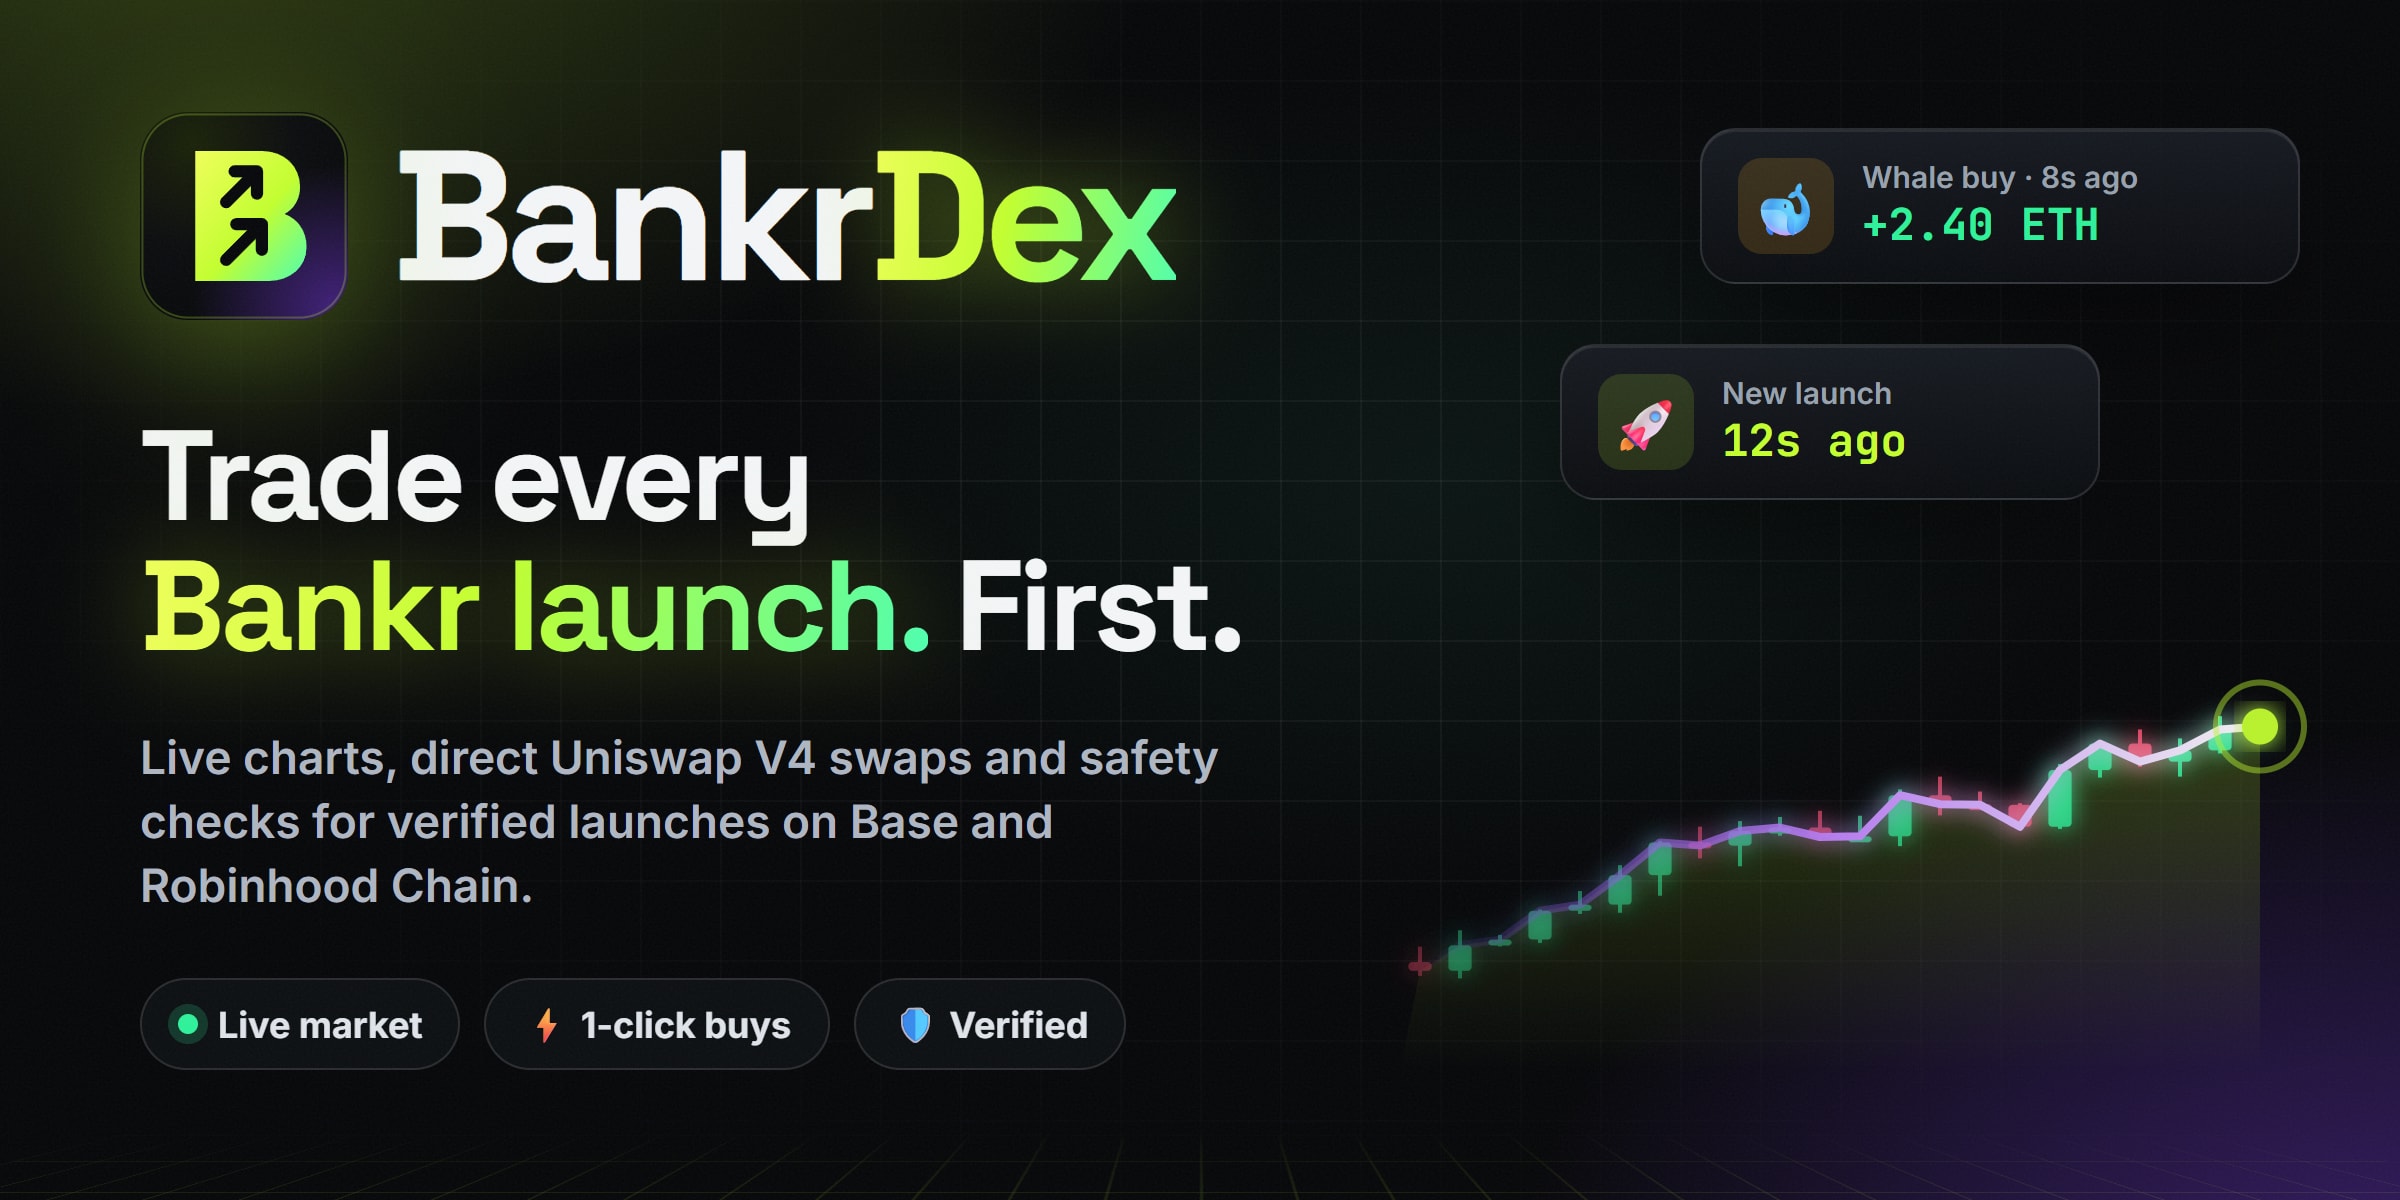 BankrDex
Trade every
Bankr launch. First.
Live charts, direct Uniswap V4 swaps and safety
checks for verified launches on Base and
Robinhood Chain.
Live market
1-click buys
Verified
Whale buy · 8s ago
+2.40 ETH
New launch
12s ago